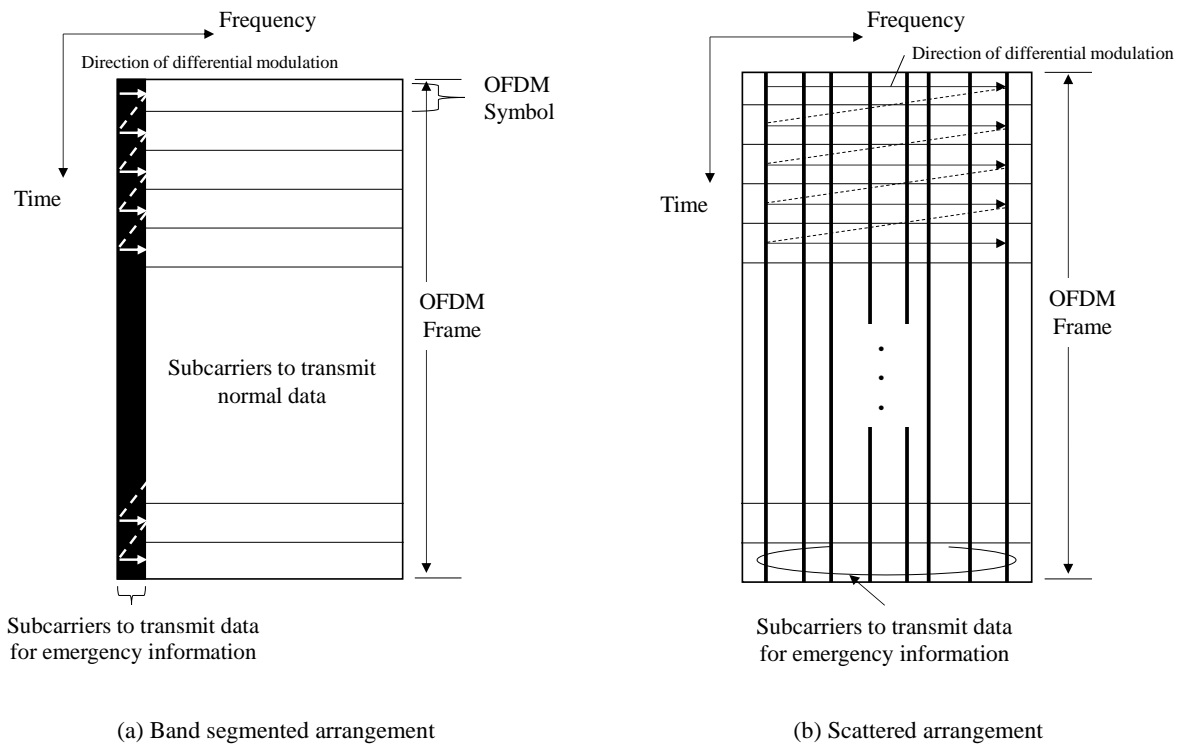 Frequency
Direction of differential modulation
OFDM
Symbol
Time
OFDM
Frame
Subcarriers to transmit
normal data
Subcarriers to transmit data
for emergency information
(a) Band segmented arrangement
Frequency
Direction of differential modulation
Time
OFDM
Frame
Subcarriers to transmit data
for emergency information
(b) Scattered arrangement